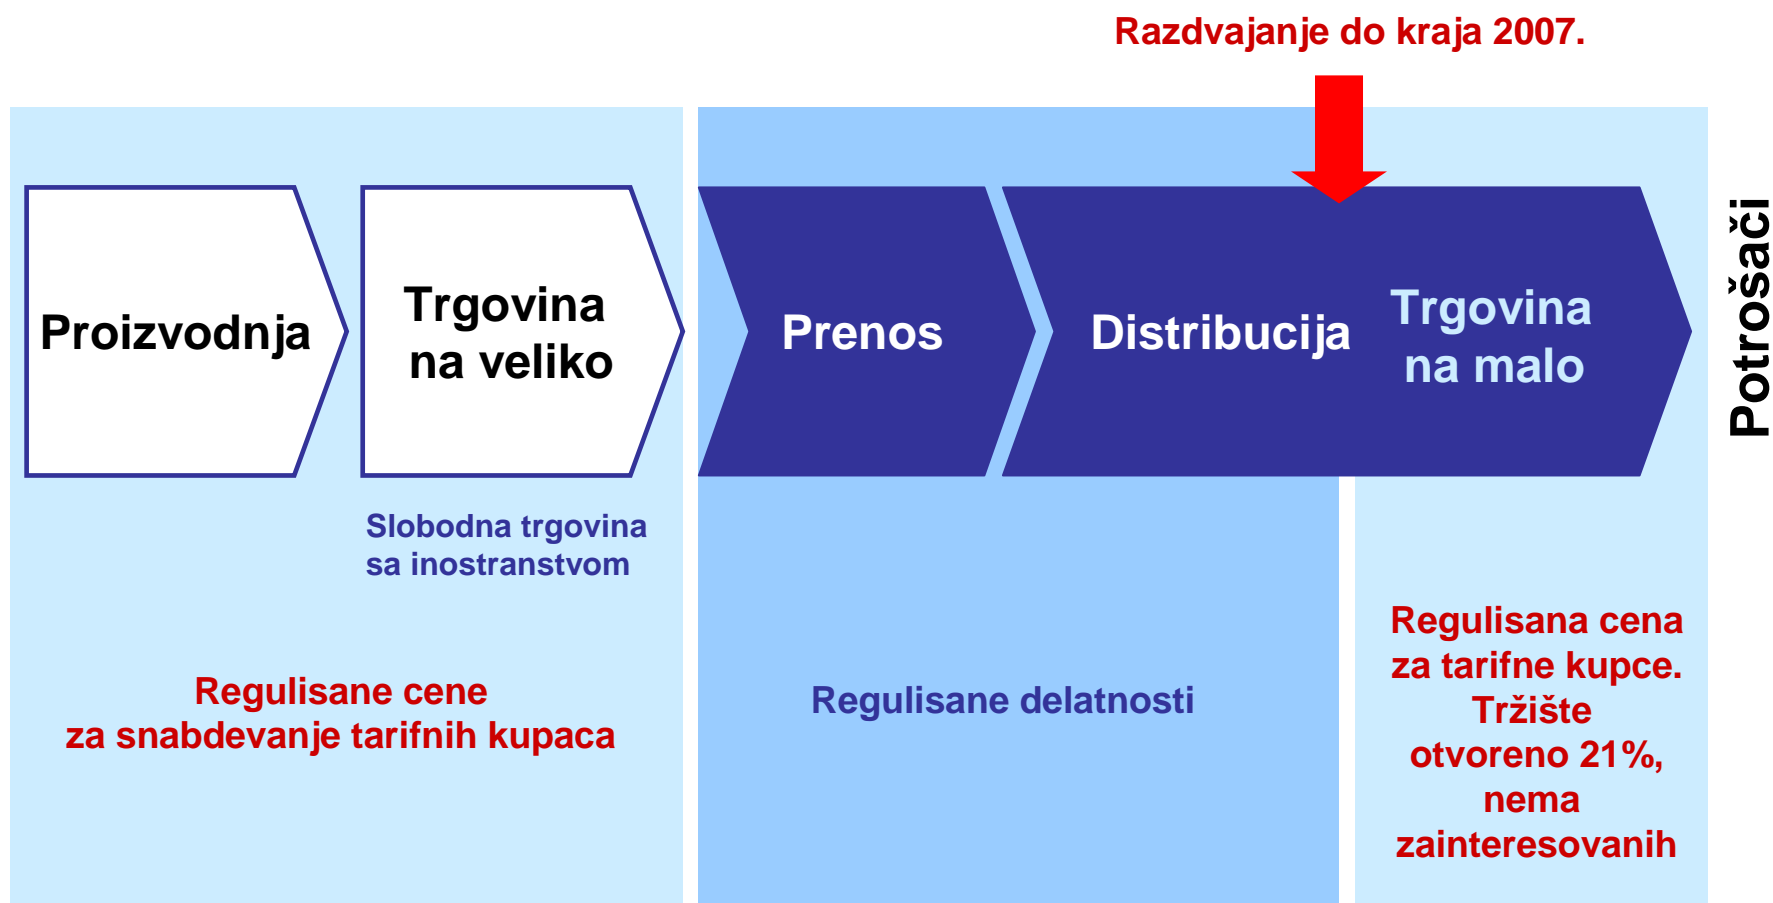 Razdvajanje do kraja 2007.
Proizvodnja
Trgovina
na veliko
Prenos
Distribucija
Trgovina
na malo
Potrošači
Slobodna trgovina
sa inostranstvom
Regulisane cene
za snabdevanje tarifnih kupaca
Regulisane delatnosti
Regulisana cena
za tarifne kupce.
Tržište
otvoreno 21%,
nema
zainteresovanih